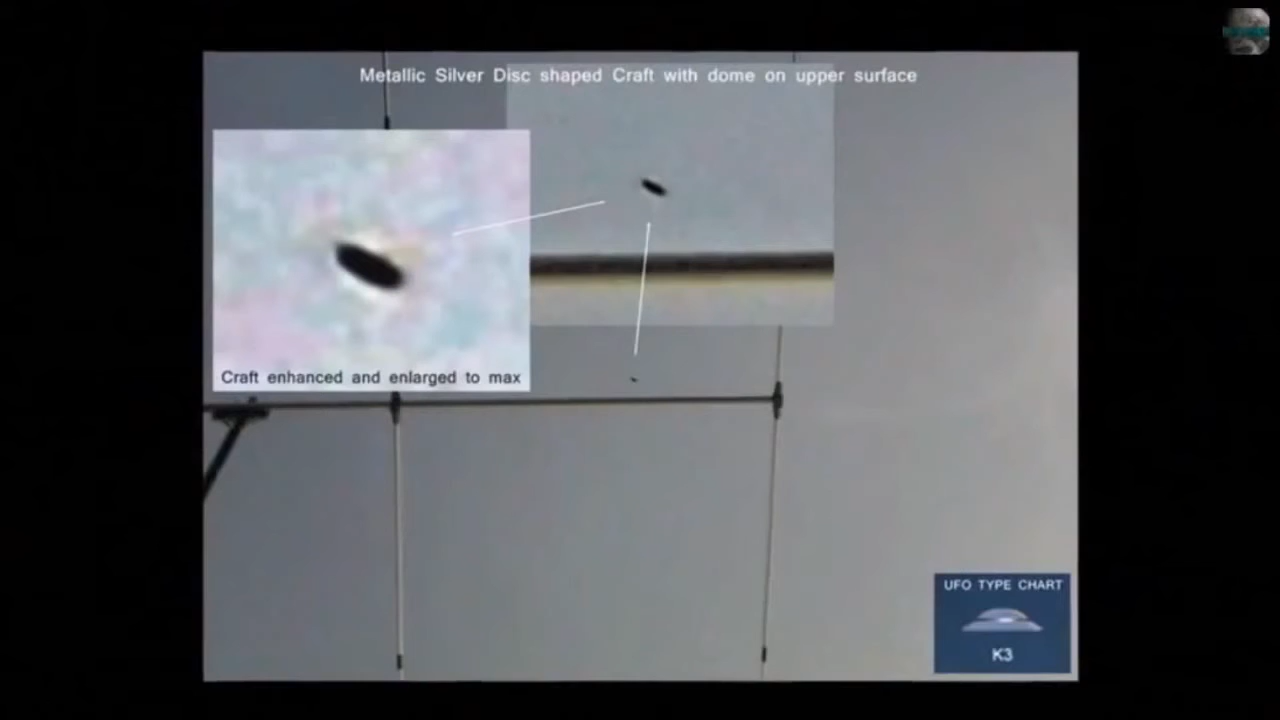 Metallic Silver Disc shaped Craft with dome on upper surface
Craft enhanced and enlarged to max
UFO TYPE CHART
K3